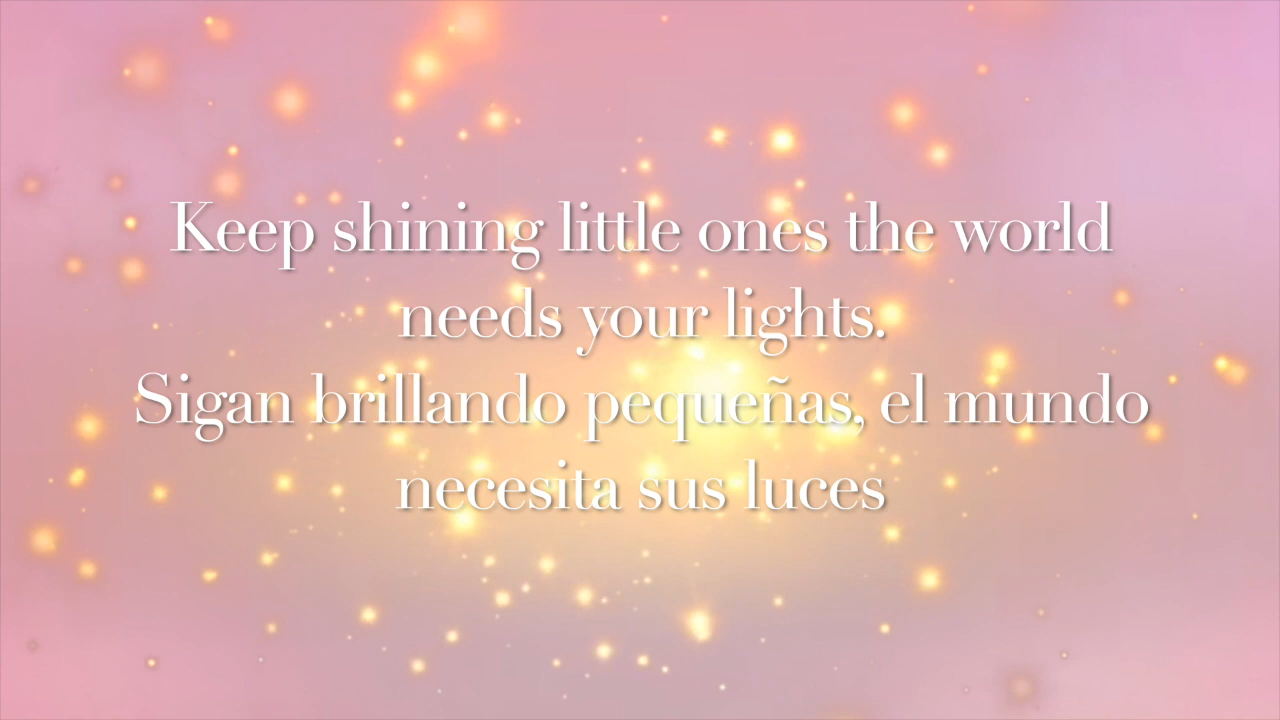 Keep shining little ones the world
needs your lights.
Sigan brillando pequeñas, el mundo
necesita sus luces